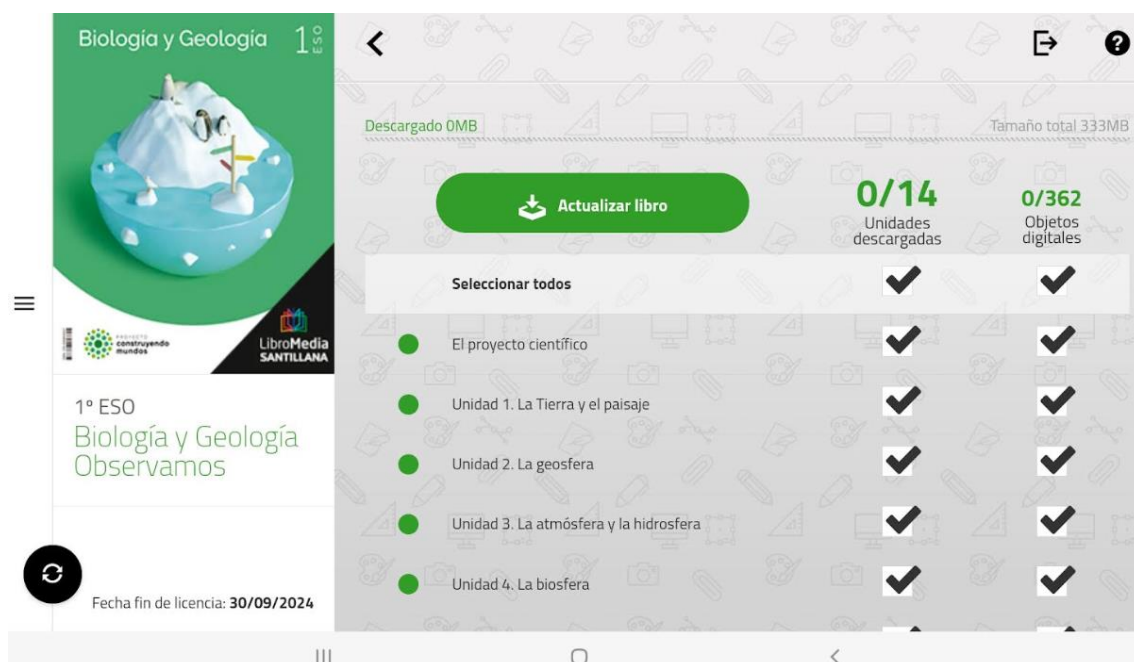 Biología y Geología 1º ESO
PROYECTO
construyendo
mundos
LibroMedia
SANTILLANA
1º ESO
Biología y Geología
Observamos
Fecha fin de licencia: 30/09/2024
Descargado 0MB
Tamaño total 333MB
Actualizar libro
0/14
Unidades
descargadas
0/362
Objetos
digitales
Seleccionar todos
El proyecto científico
Unidad 1. La Tierra y el paisaje
Unidad 2. La geosfera
Unidad 3. La atmósfera y la hidrosfera
Unidad 4. La biosfera